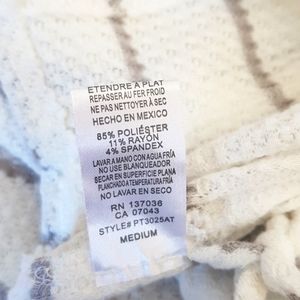 ETENDRE A PLAT
REPASSER AU FER FROID
NE PAS NETTOYER À SEC
HECHO EN MEXICO
85% POLIÉSTER
11% RAYON
4% SPANDEX
LAVAR A MANO CON AGUA FRÍA
NO USE BLANQUEADOR
SECAR EN SUPERFICIE PLANA
PLANCHADO A TEMPERATURA FRÍA
NO LAVAR EN SECO
RN 137036
CA 07043
STYLE# PT3025AT
MEDIUM